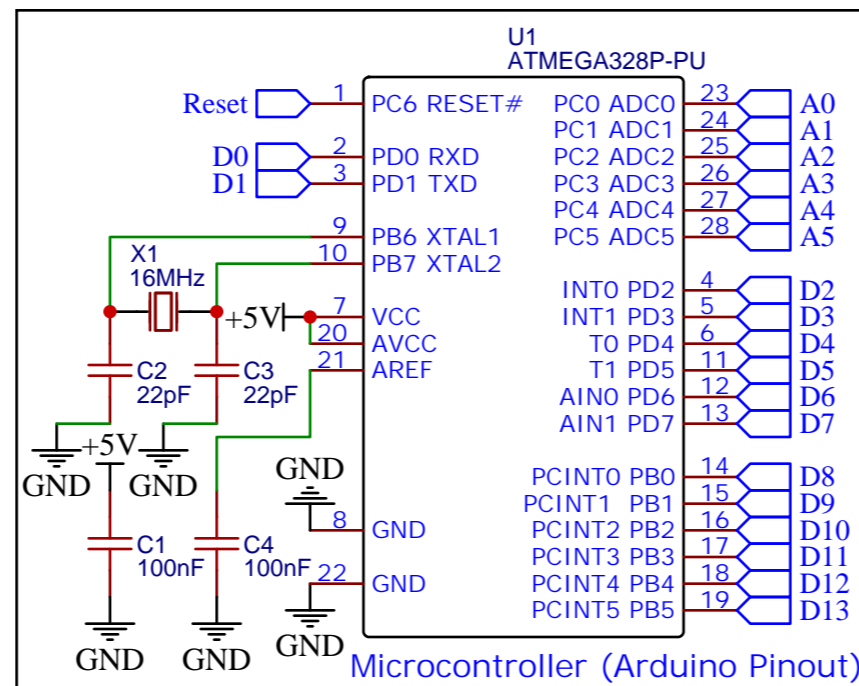 U1
ATMEGA328P-PU
Reset 1 PC6 RESET# PC0 ADC0 23 A0
PC1 ADC1 24 A1
D0 2 PD0 RXD PC2 ADC2 25 A2
D1 3 PD1 TXD PC3 ADC3 26 A3
PC4 ADC4 27 A4
9 PB6 XTAL1 PC5 ADC5 28 A5
10 PB7 XTAL2
X1
16MHz
INT0 PD2 4 D2
+5V 7 VCC INT1 PD3 5 D3
20 AVCC T0 PD4 6 D4
21 AREF T1 PD5 11 D5
C2 C3
22pF 22pF
AIN0 PD6 12 D6
AIN1 PD7 13 D7
+5V
GND GND GND
PCINT0 PB0 14 D8
PCINT1 PB1 15 D9
8 GND PCINT2 PB2 16 D10
C1 C4
100nF 100nF
PCINT3 PB3 17 D11
22 GND PCINT4 PB4 18 D12
PCINT5 PB5 19 D13
GND GND GND
Microcontroller (Arduino Pinout)